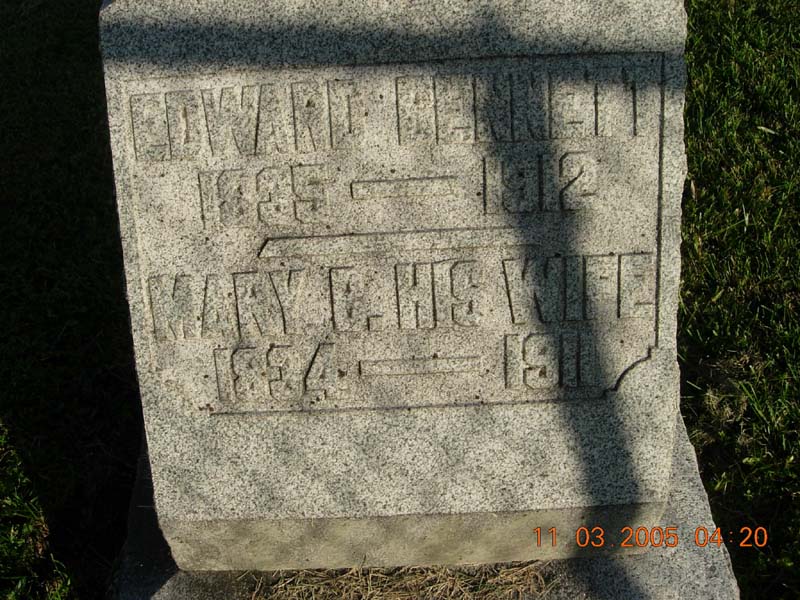 EDWARD BENNETT
1835 — 1912
MARY C. HIS WIFE
1834 — 1911
11 03 2005 04:20